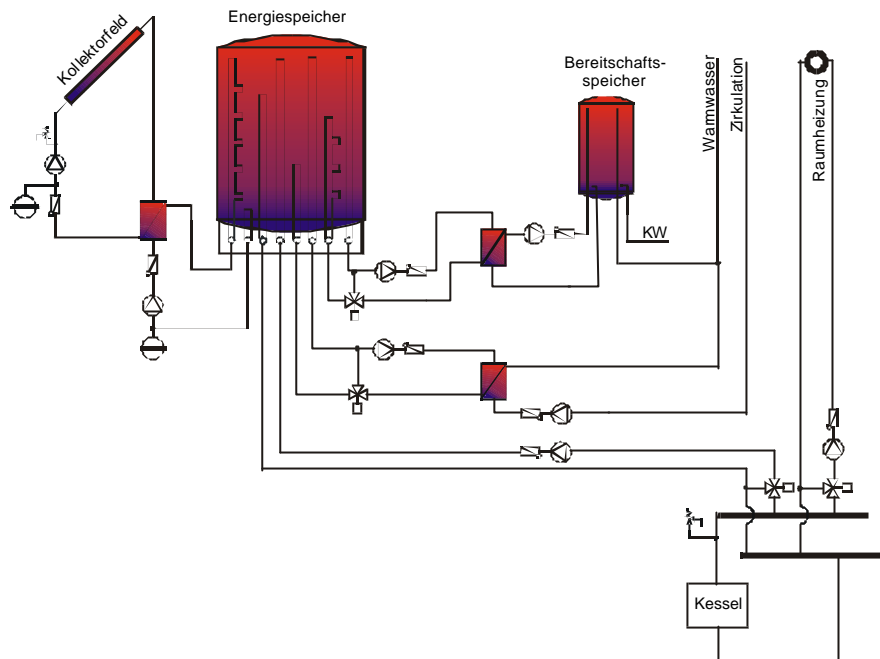 Energiespeicher
Kollektorfeld
Bereitschafts-
speicher
Warmwasser
Zirkulation
Raumheizung
KW
Kessel